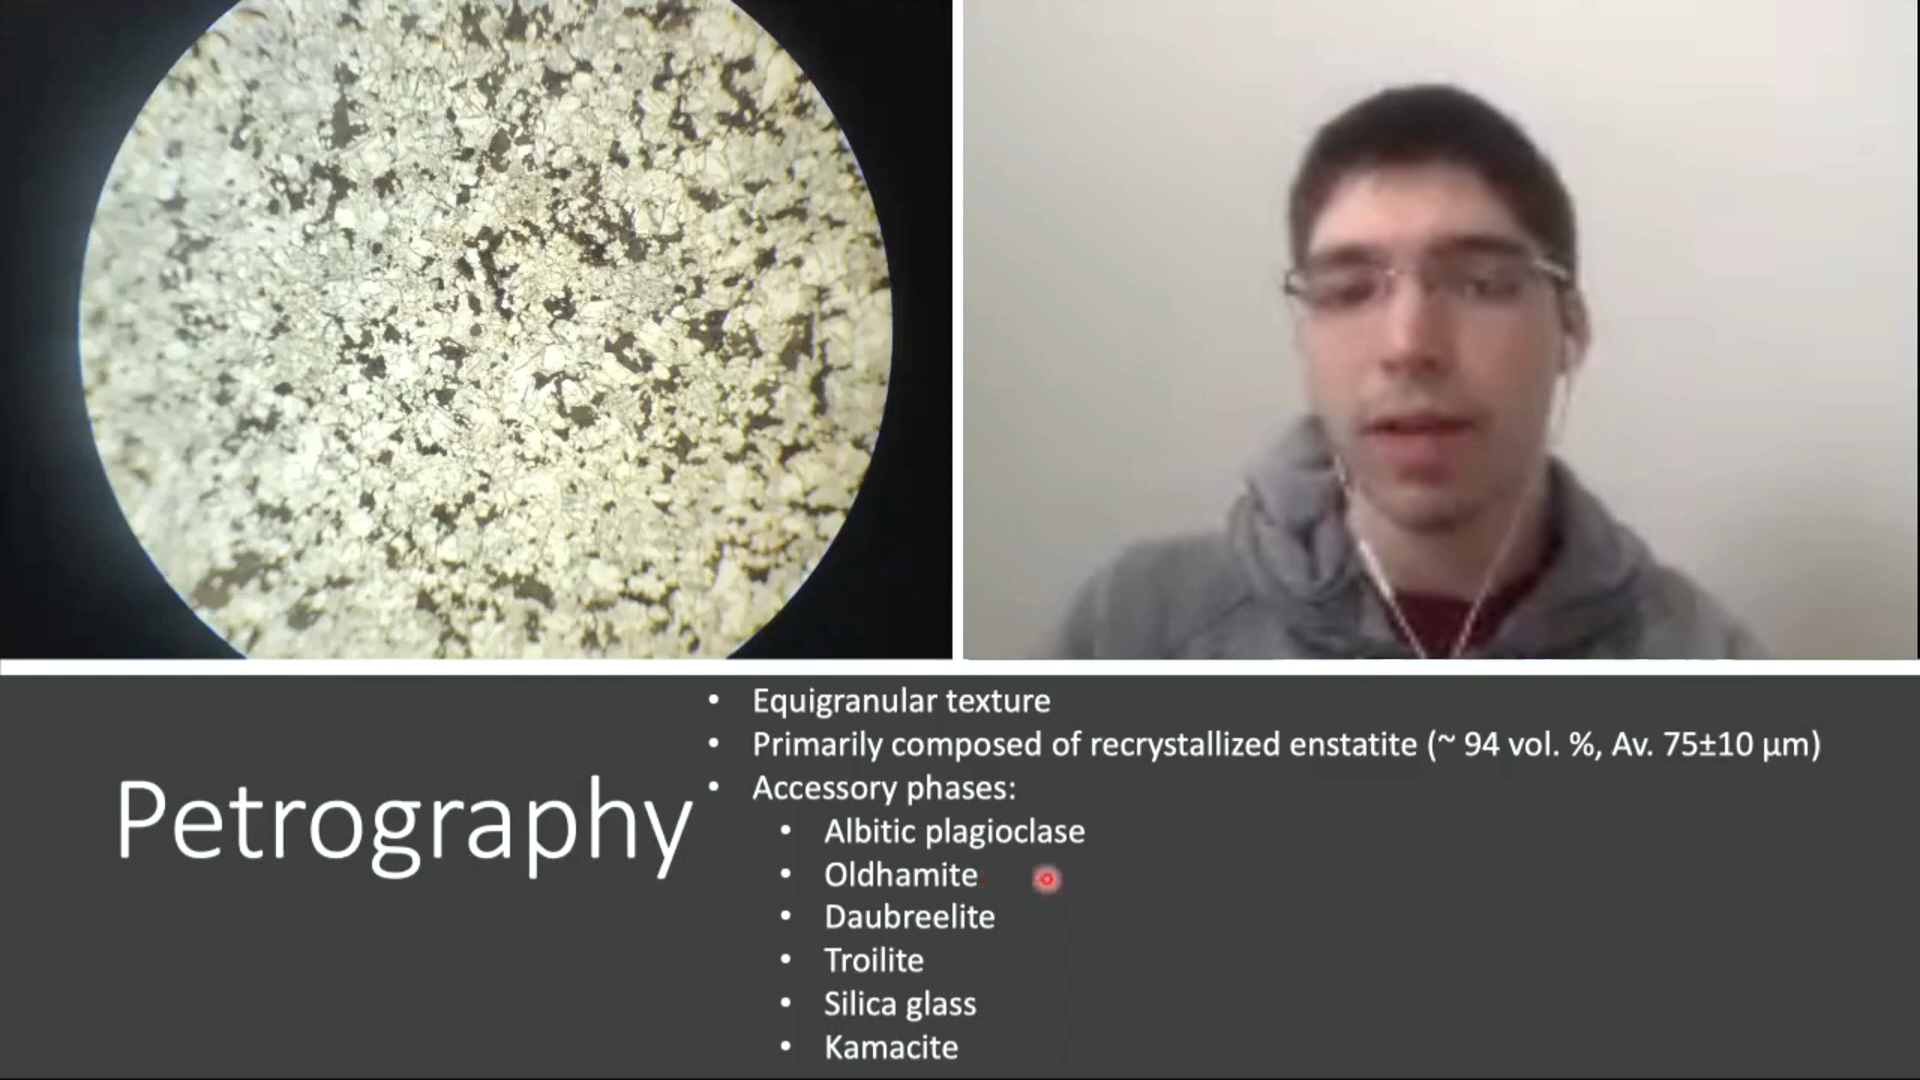 Petrography
• Equigranular texture
• Primarily composed of recrystallized enstatite (~ 94 vol. %, Av. 75±10 µm)
• Accessory phases:
• Albitic plagioclase
• Oldhamite
• Daubreelite
• Troilite
• Silica glass
• Kamacite